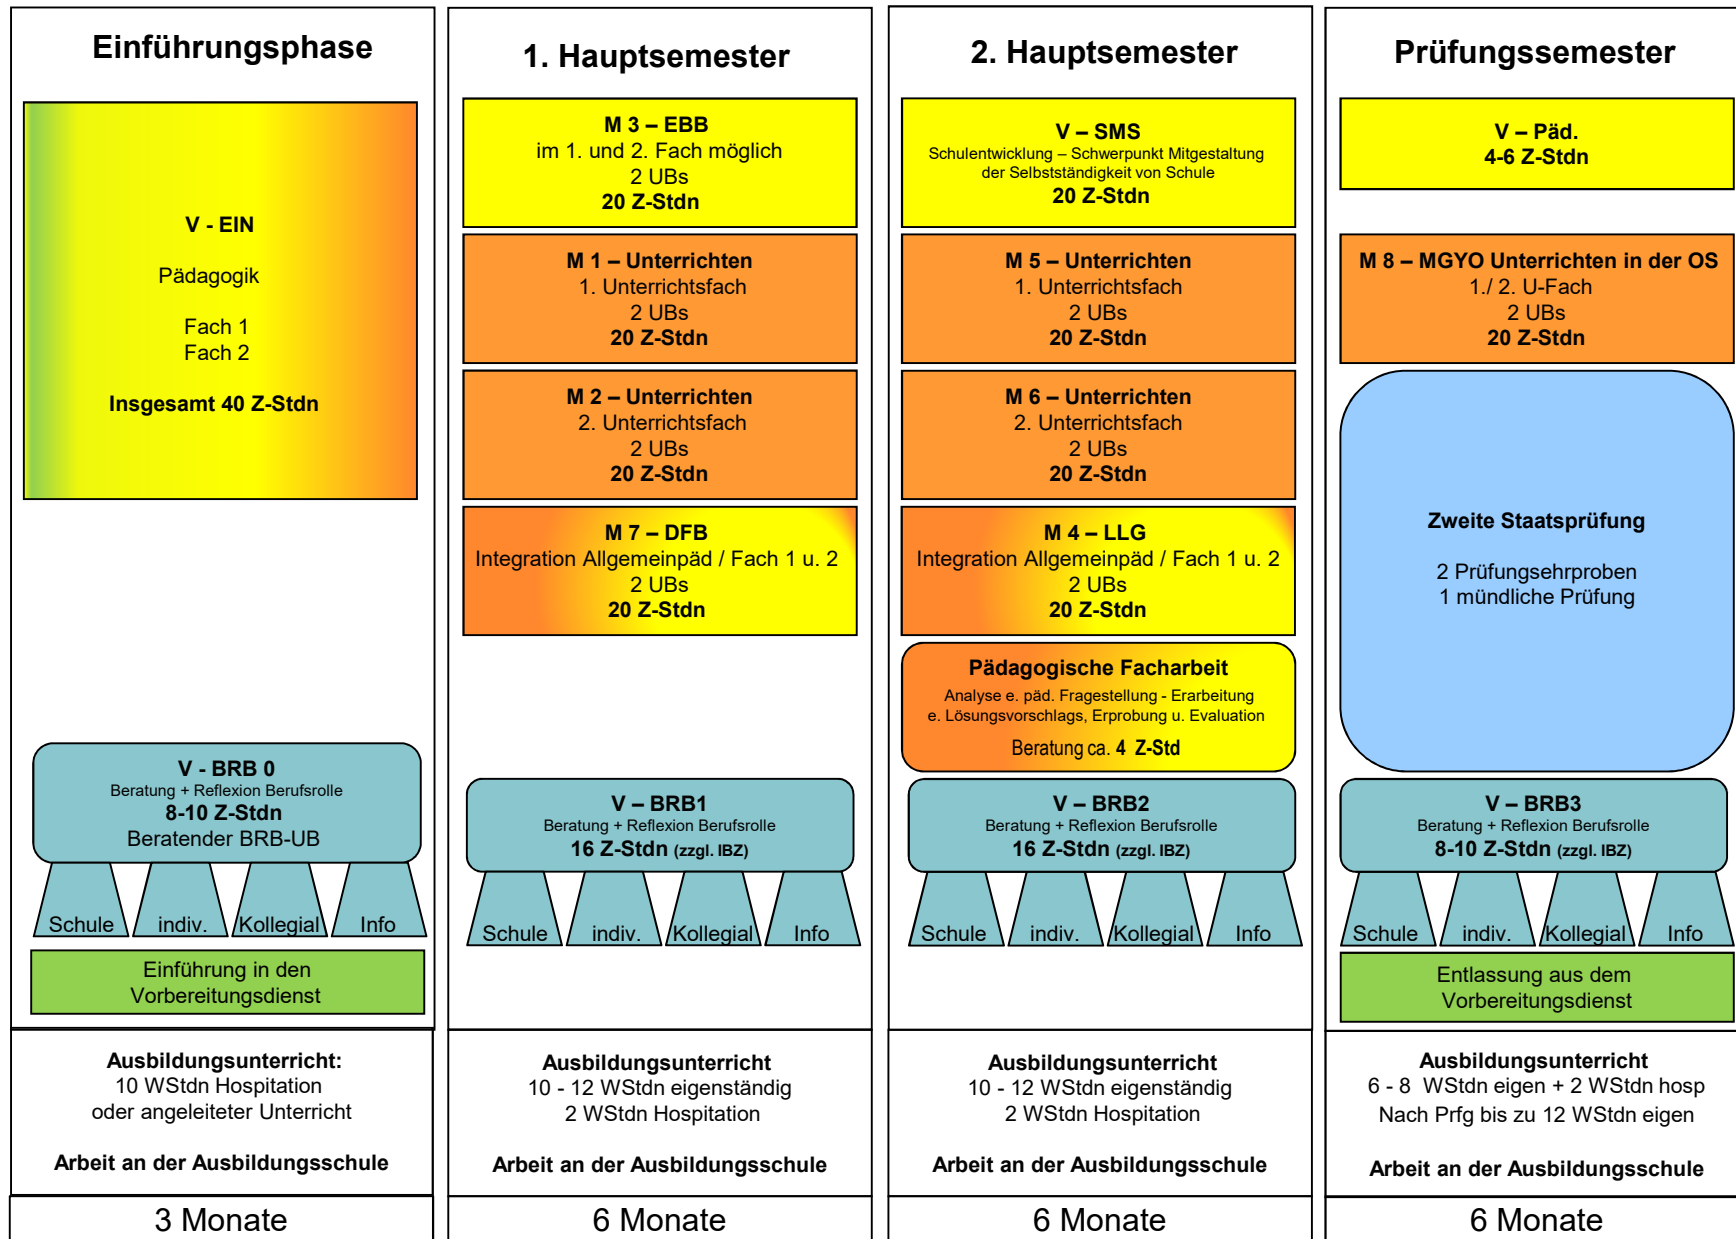 Einführungsphase
V - EIN
Pädagogik
Fach 1
Fach 2
Insgesamt 40 Z-Stdn
V - BRB 0
Beratung + Reflexion Berufsrolle
8-10 Z-Stdn
Beratender BRB-UB
Schule
indiv.
Kollegial
Info
Einführung in den
Vorbereitungsdienst
Ausbildungsunterricht:
10 WStdn Hospitation
oder angeleiteter Unterricht
Arbeit an der Ausbildungsschule
3 Monate
1. Hauptsemester
M 3 – EBB
im 1. und 2. Fach möglich
2 UBs
20 Z-Stdn
M 1 – Unterrichten
1. Unterrichtsfach
2 UBs
20 Z-Stdn
M 2 – Unterrichten
2. Unterrichtsfach
2 UBs
20 Z-Stdn
M 7 – DFB
Integration Allgemeinpäd / Fach 1 u. 2
2 UBs
20 Z-Stdn
V – BRB1
Beratung + Reflexion Berufsrolle
16 Z-Stdn (zzgl. IBZ)
Schule
indiv.
Kollegial
Info
Ausbildungsunterricht
10 - 12 WStdn eigenständig
2 WStdn Hospitation
Arbeit an der Ausbildungsschule
6 Monate
2. Hauptsemester
V – SMS
Schulentwicklung – Schwerpunkt Mitgestaltung
der Selbstständigkeit von Schule
20 Z-Stdn
M 5 – Unterrichten
1. Unterrichtsfach
2 UBs
20 Z-Stdn
M 6 – Unterrichten
2. Unterrichtsfach
2 UBs
20 Z-Stdn
M 4 – LLG
Integration Allgemeinpäd / Fach 1 u. 2
2 UBs
20 Z-Stdn
Pädagogische Facharbeit
Analyse e. päd. Fragestellung - Erarbeitung
e. Lösungsvorschlags, Erprobung u. Evaluation
Beratung ca. 4 Z-Std
V – BRB2
Beratung + Reflexion Berufsrolle
16 Z-Stdn (zzgl. IBZ)
Schule
indiv.
Kollegial
Info
Ausbildungsunterricht
10 - 12 WStdn eigenständig
2 WStdn Hospitation
Arbeit an der Ausbildungsschule
6 Monate
Prüfungssemester
V – Päd.
4-6 Z-Stdn
M 8 – MGYO Unterrichten in der OS
1./ 2. U-Fach
2 UBs
20 Z-Stdn
Zweite Staatsprüfung
2 Prüfungsehrproben
1 mündliche Prüfung
V – BRB3
Beratung + Reflexion Berufsrolle
8-10 Z-Stdn (zzgl. IBZ)
Schule
indiv.
Kollegial
Info
Entlassung aus dem
Vorbereitungsdienst
Ausbildungsunterricht
6 - 8 WStdn eigen + 2 WStdn hosp
Nach Prfg bis zu 12 WStdn eigen
Arbeit an der Ausbildungsschule
6 Monate